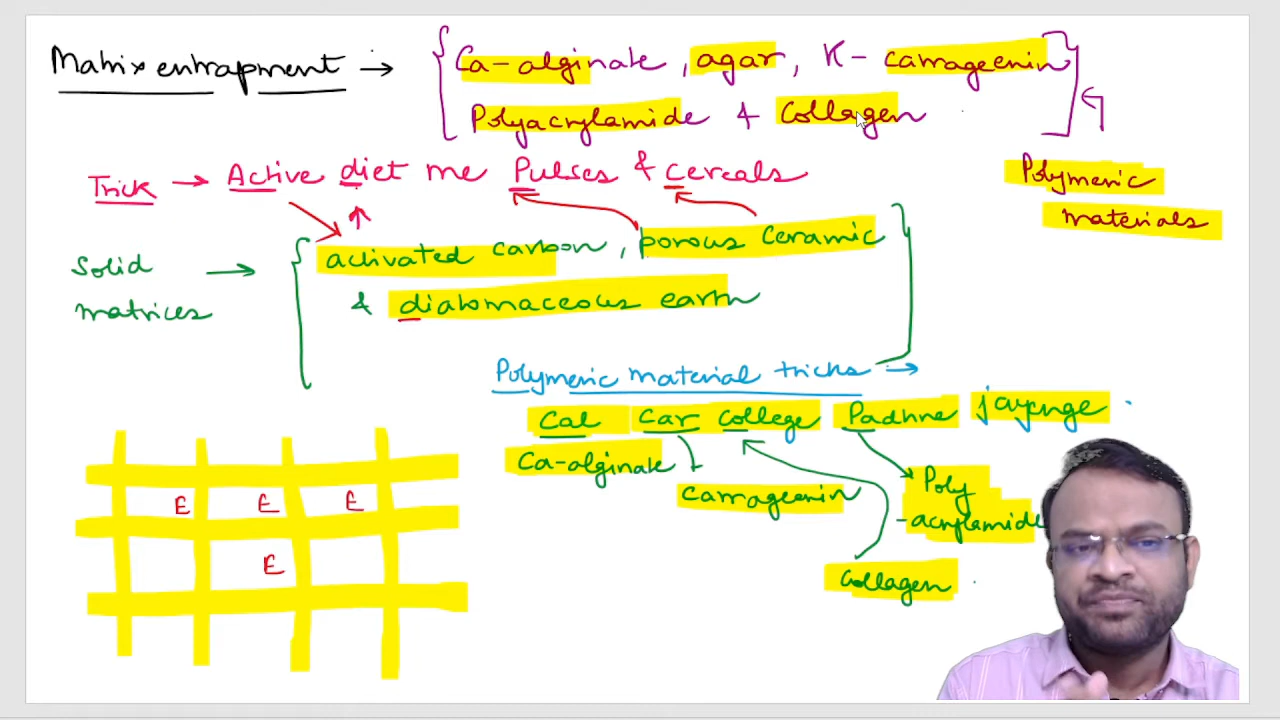 Matrix entrapment → { Ca-alginate, agar, K- carrageenin
Polyacrylamide & Collagen
Polymeric
materials
Trick → Active diet me Pulses & cereals
Solid → { activated carbon, porous ceramic
matrices & diatomaceous earth
Polymeric material tricks →
Cal Car College Padhne jayenge
Ca-alginate
Carrageenin
Poly
-acrylamide
Collagen
E E E
E